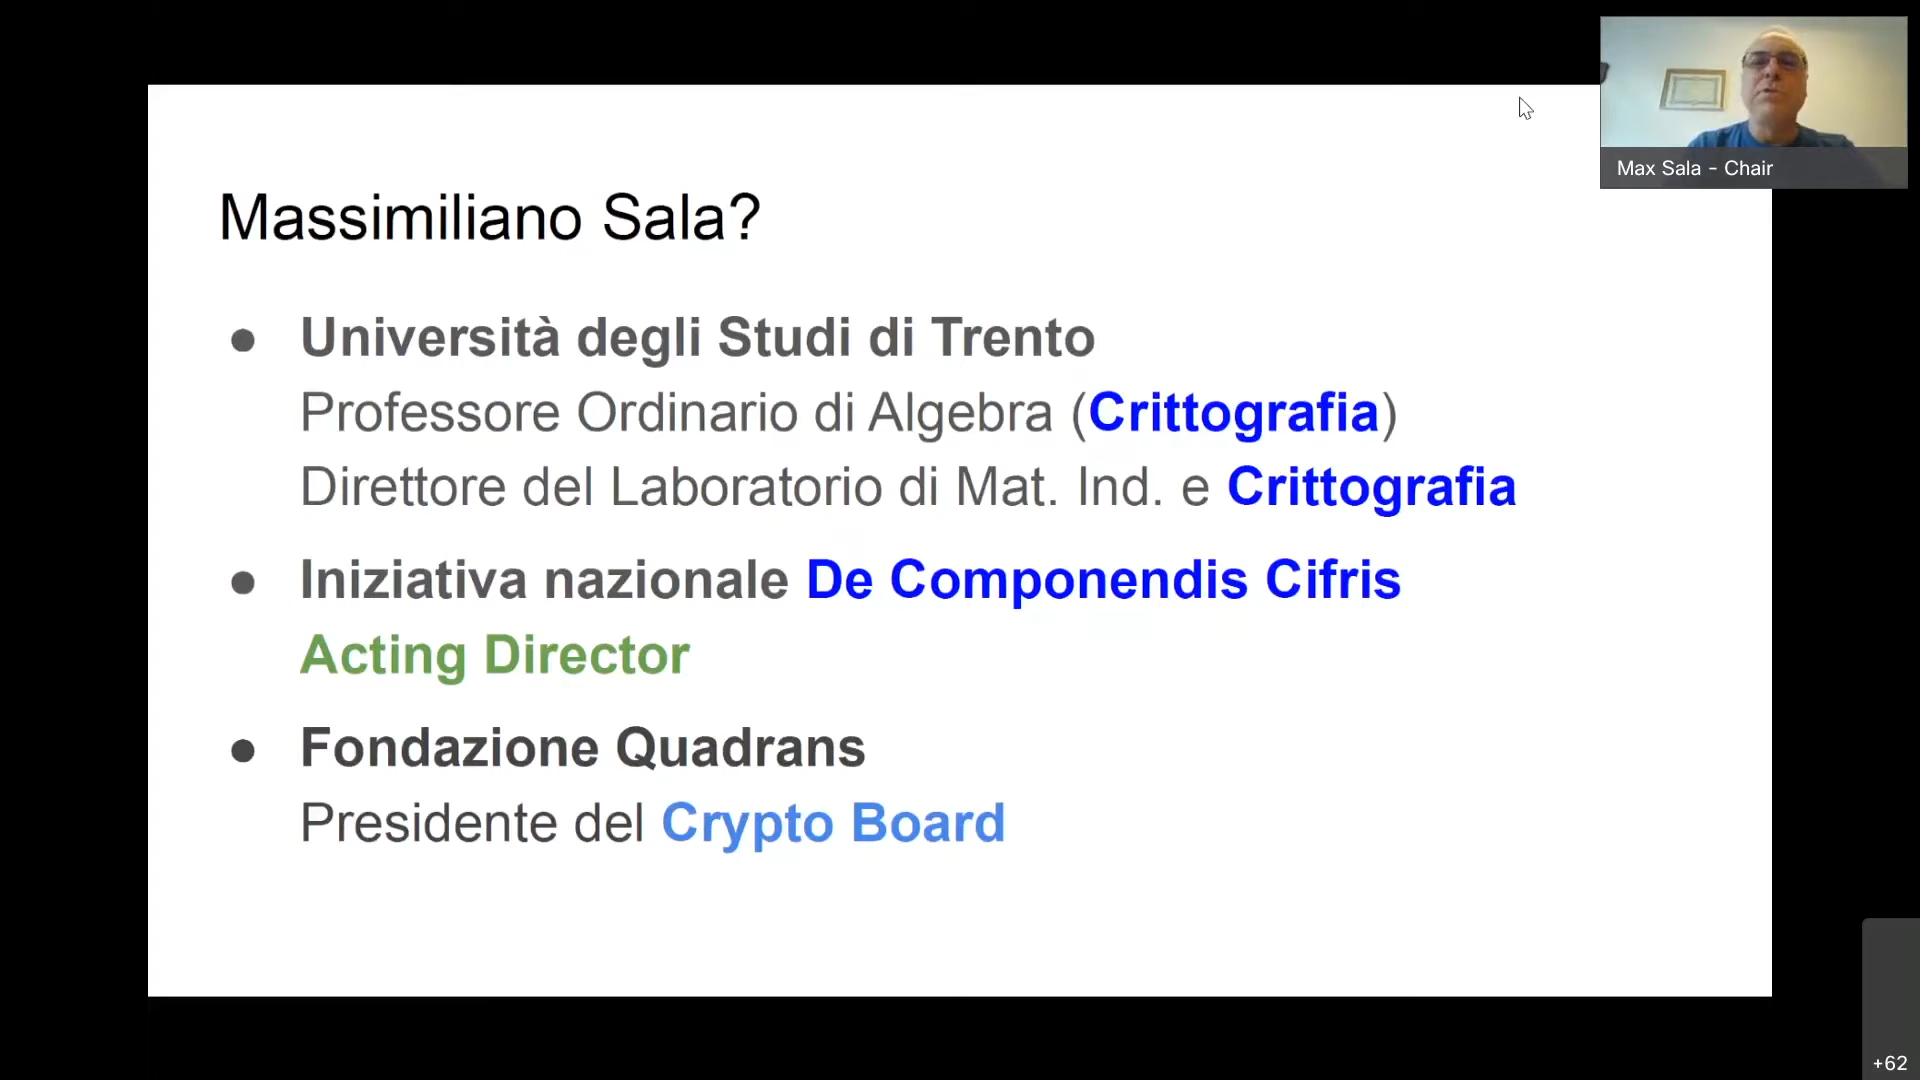 Max Sala - Chair
Massimiliano Sala?
● Università degli Studi di Trento
Professore Ordinario di Algebra (Crittografia)
Direttore del Laboratorio di Mat. Ind. e Crittografia
● Iniziativa nazionale De Componendis Cifris
Acting Director
● Fondazione Quadrans
Presidente del Crypto Board
+62